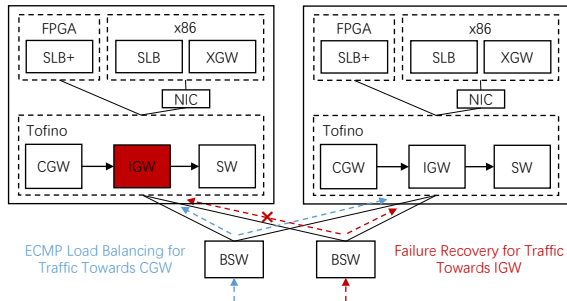 FPGA
x86
SLB+
SLB
XGW
NIC
Tofino
CGW
IGW
SW
FPGA
x86
SLB+
SLB
XGW
NIC
Tofino
CGW
IGW
SW
ECMP Load Balancing for
Traffic Towards CGW
BSW
BSW
Failure Recovery for Traffic
Towards IGW